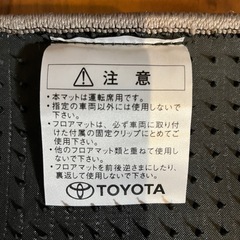 ⚠ 注意
・本マットは運転席用です。
・指定の車両以外には使用しないで
下さい。
・フロアマットは、必ず車両に取り付
けた付属の固定クリップにとめてご
使用下さい。
・他のフロアマット類と重ねて使用し
ないで下さい。
・フロアマットを前後逆さまにしたり、
裏返して使用しないで下さい。
TOYOTA